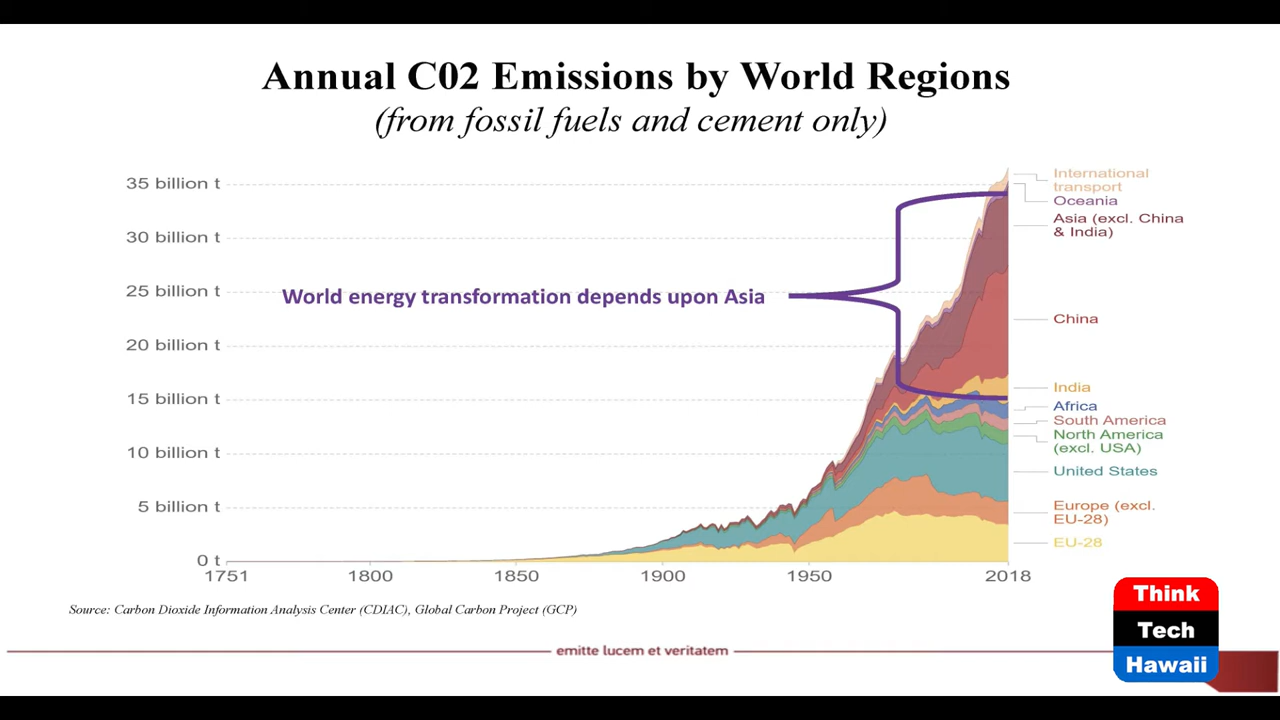 Annual C02 Emissions by World Regions
(from fossil fuels and cement only)
35 billion t
30 billion t
25 billion t
20 billion t
15 billion t
10 billion t
5 billion t
0 t
World energy transformation depends upon Asia
International
transport
Oceania
Asia (excl. China
& India)
China
India
Africa
South America
North America
(excl. USA)
United States
Europe (excl.
EU-28)
EU-28
1751
1800
1850
1900
1950
2018
Source: Carbon Dioxide Information Analysis Center (CDIAC), Global Carbon Project (GCP)
emitte lucem et veritatem
Think
Tech
Hawaii